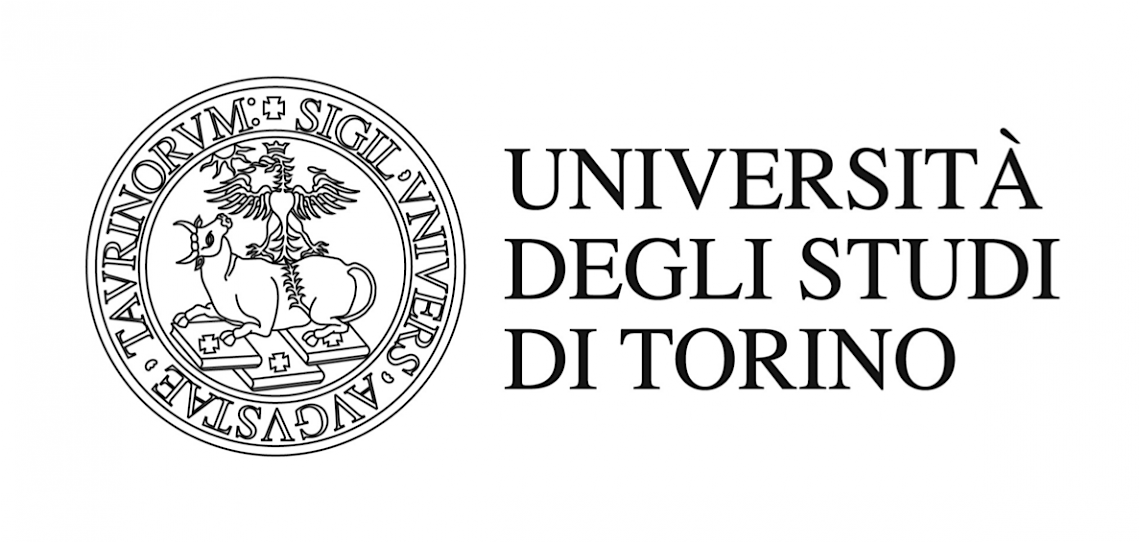 SIGIL · VNIVERS · AVGVSTAE · TAVRINORVM:
UNIVERSITÀ
DEGLI STUDI
DI TORINO